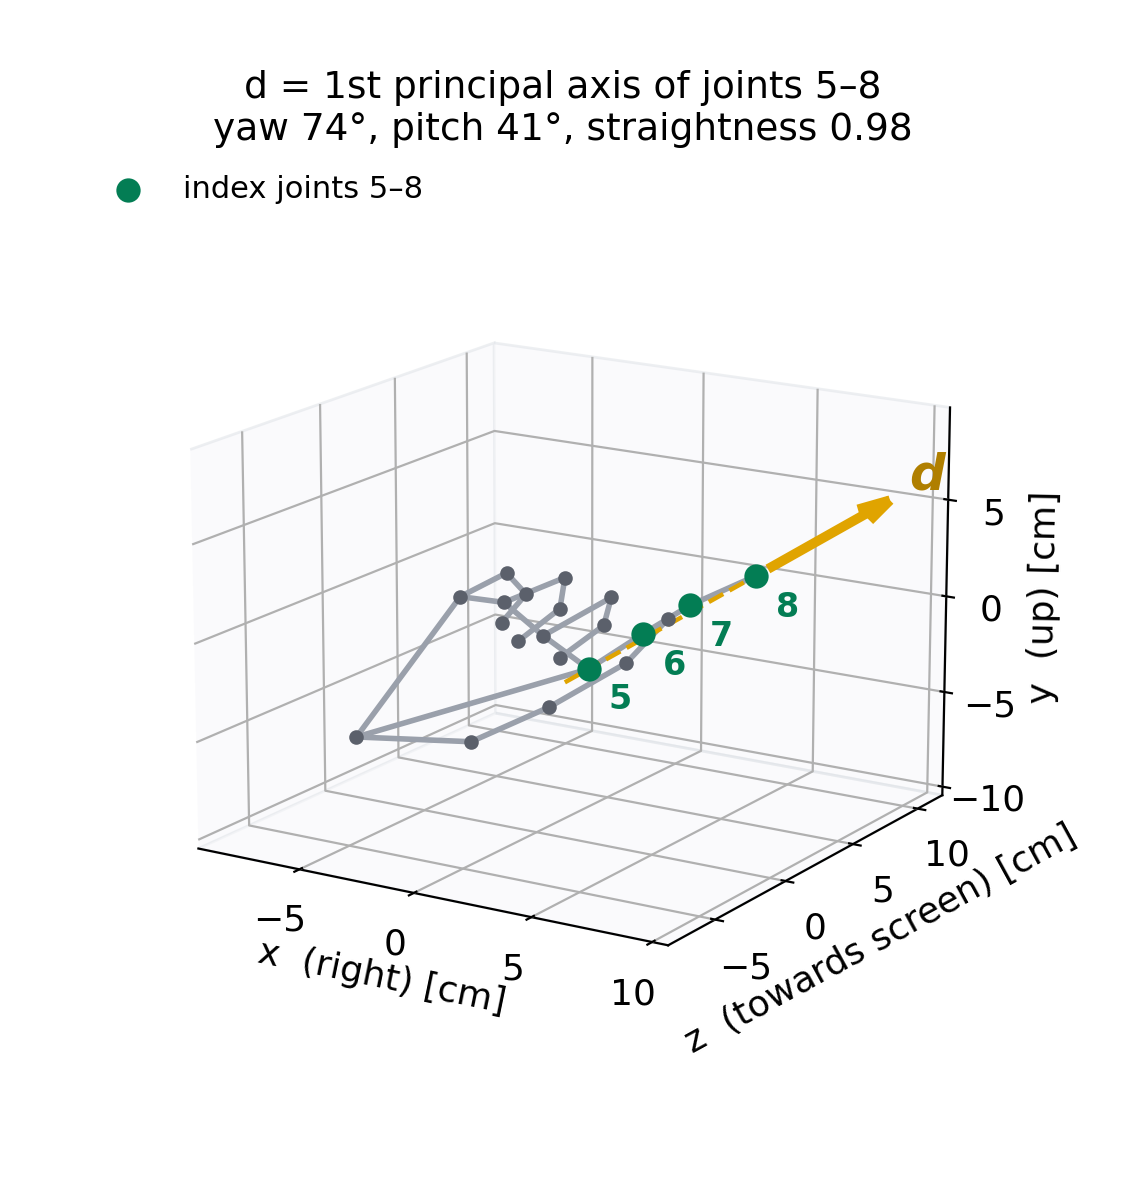 d = 1st principal axis of joints 5–8
yaw 74°, pitch 41°, straightness 0.98
index joints 5–8
d
5
6
7
8
5
0
−5
−10
y (up) [cm]
−5
0
5
10
x (right) [cm]
−5
0
5
10
z (towards screen) [cm]